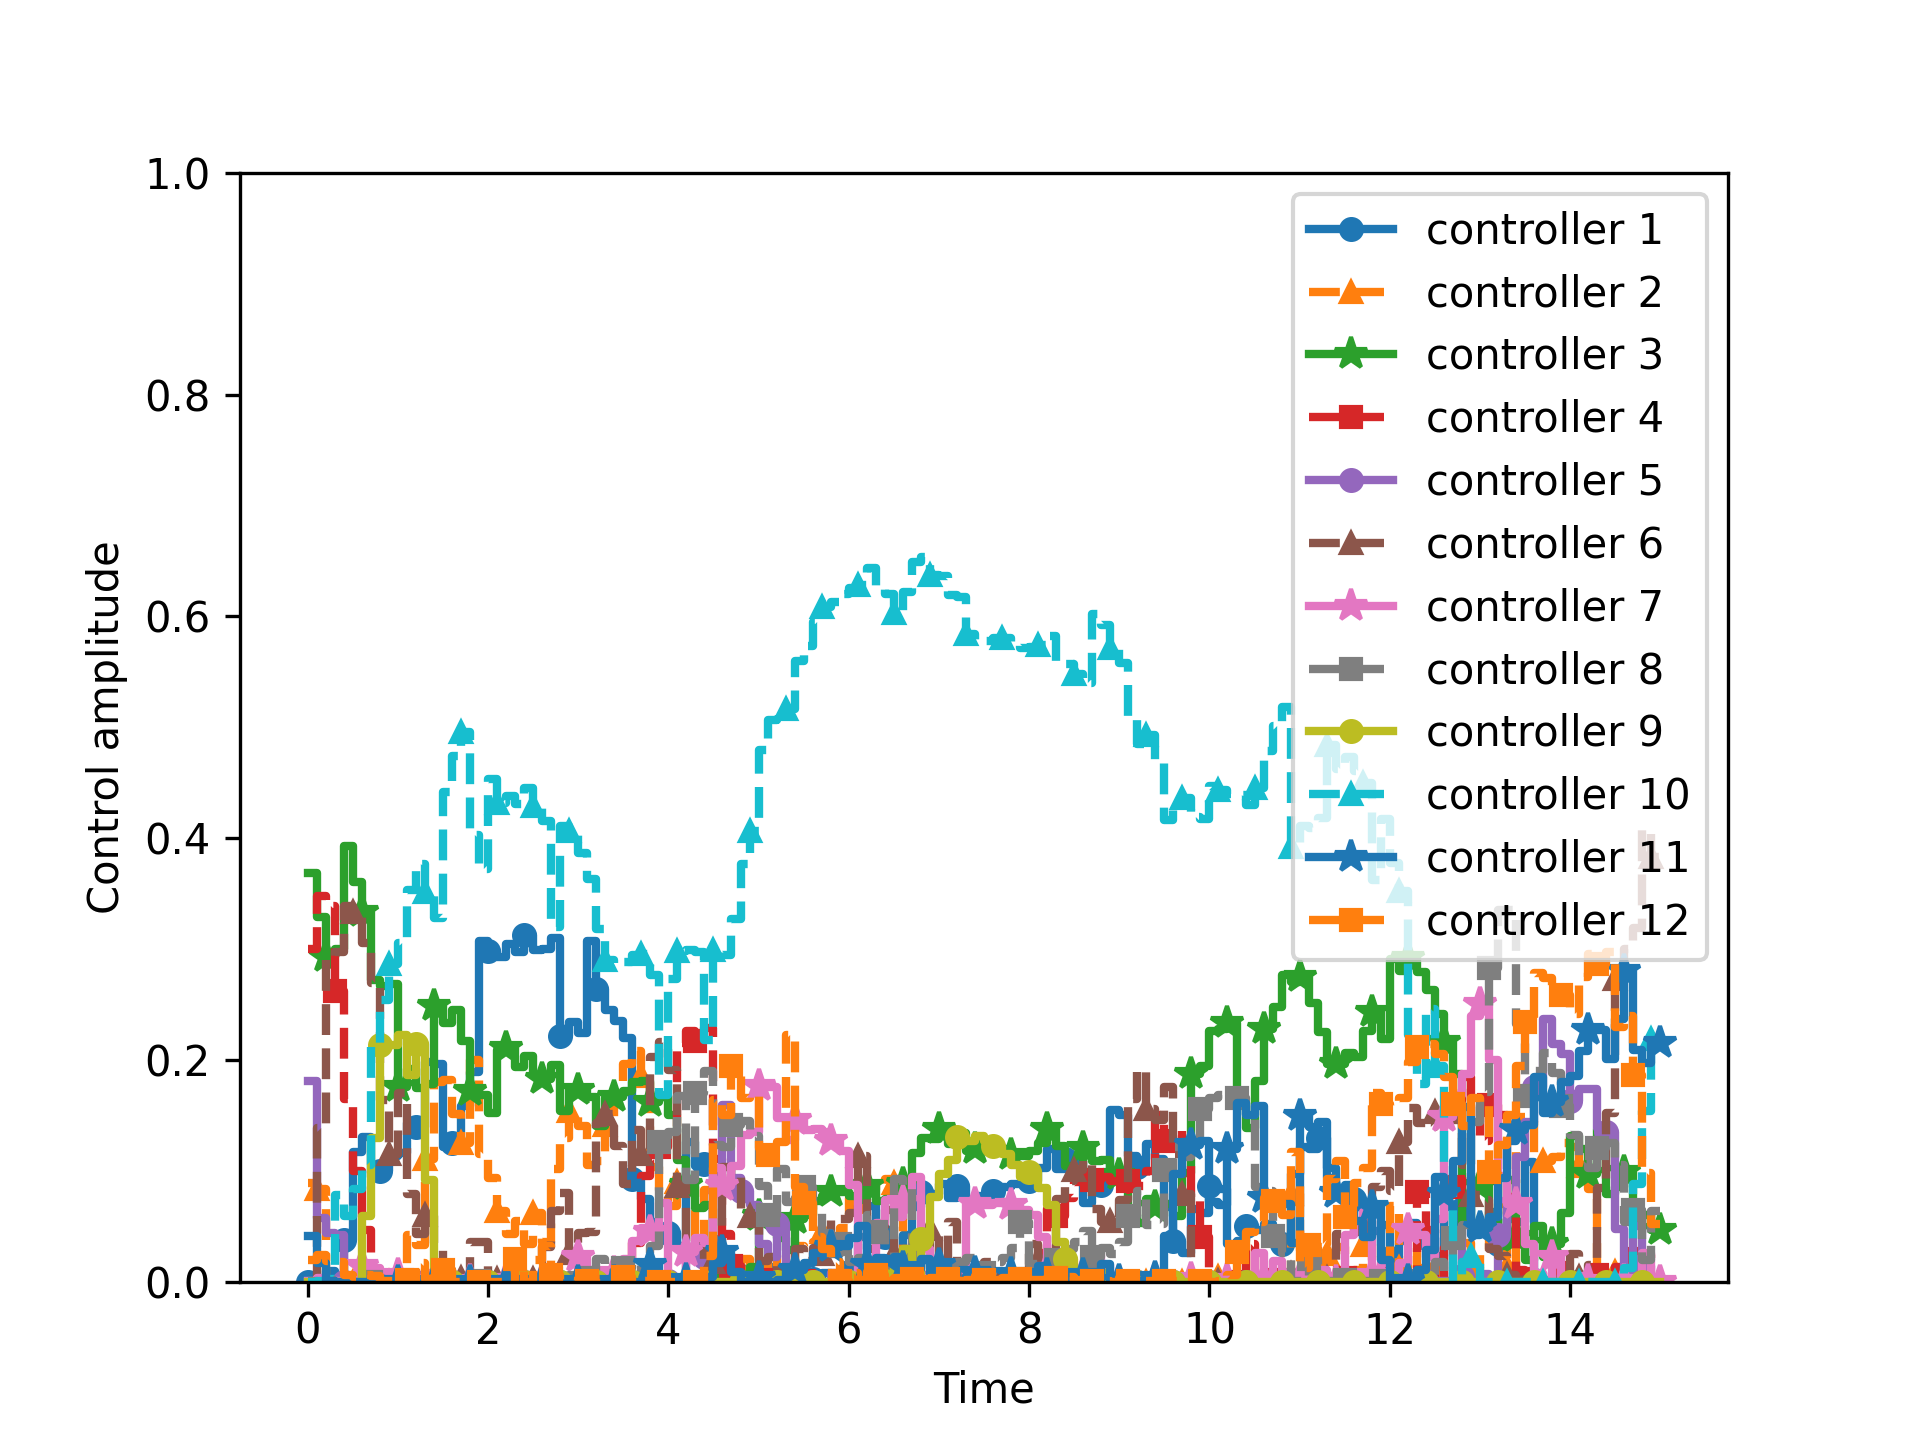 1.0
0.8
0.6
0.4
0.2
0.0
Control amplitude
0 2 4 6 8 10 12 14
Time
controller 1
controller 2
controller 3
controller 4
controller 5
controller 6
controller 7
controller 8
controller 9
controller 10
controller 11
controller 12